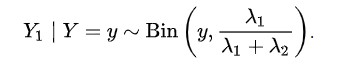 Y₁ | Y = y ∼ Bin ( y, λ₁ / (λ₁ + λ₂) ).